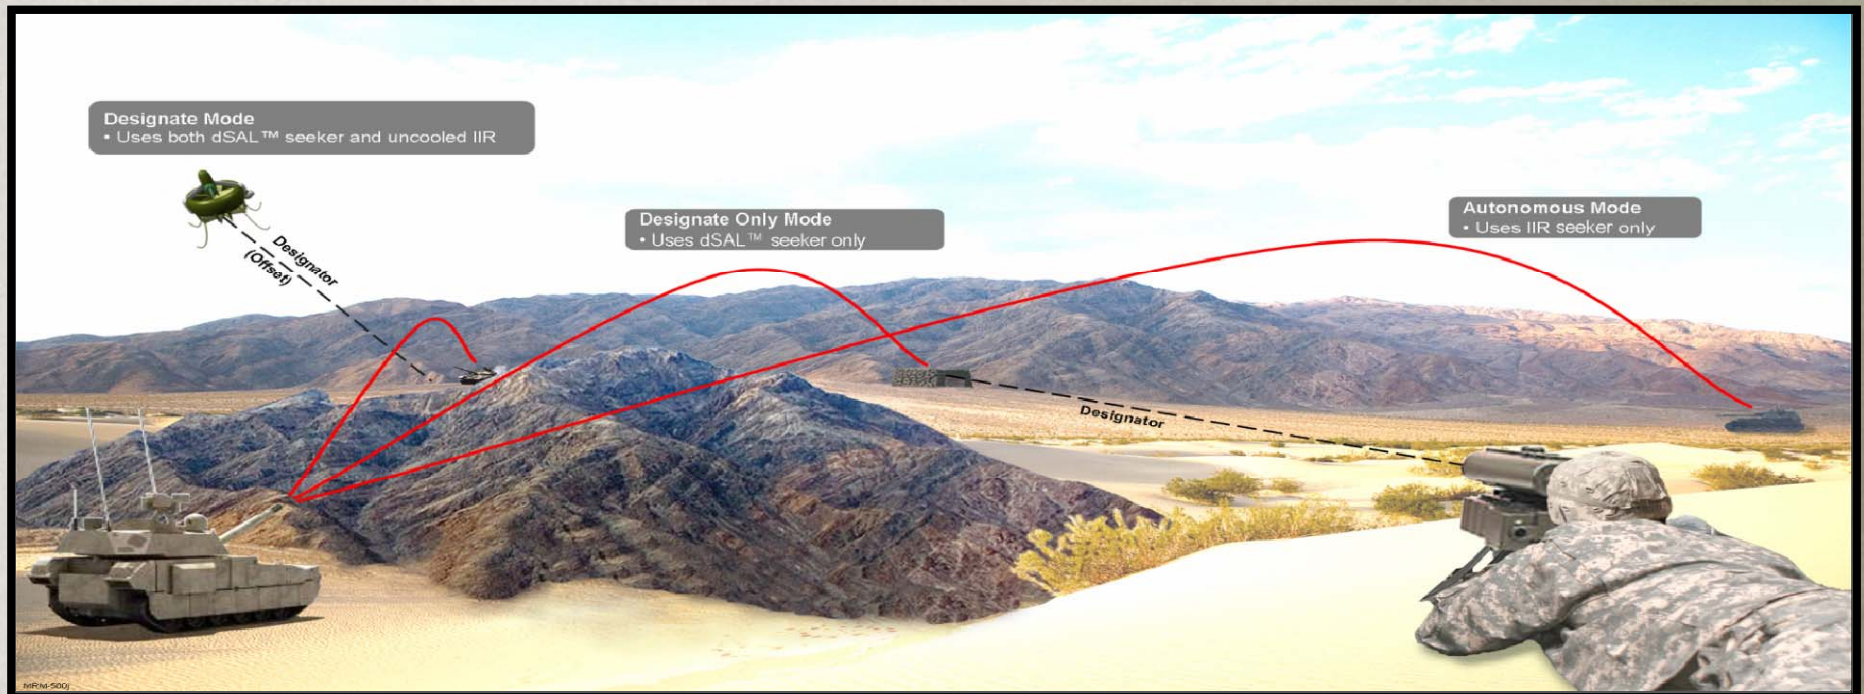 Designate Mode
• Uses both dSAL™ seeker and uncooled IIR
Designator
(Offset)
Designate Only Mode
• Uses dSAL™ seeker only
Autonomous Mode
• Uses IIR seeker only
Designator